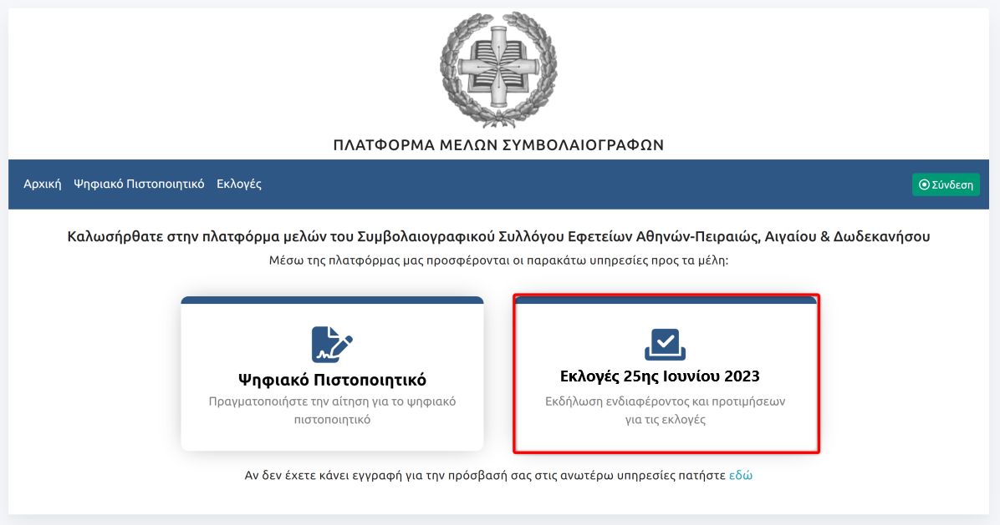 ΠΛΑΤΦΟΡΜΑ ΜΕΛΩΝ ΣΥΜΒΟΛΑΙΟΓΡΑΦΩΝ
Αρχική Ψηφιακό Πιστοποιητικό Εκλογές
Σύνδεση
Καλωσήρθατε στην πλατφόρμα μελών του Συμβολαιογραφικού Συλλόγου Εφετείων Αθηνών-Πειραιώς, Αιγαίου & Δωδεκανήσου
Μέσω της πλατφόρμας μας προσφέρονται οι παρακάτω υπηρεσίες προς τα μέλη:
Ψηφιακό Πιστοποιητικό
Πραγματοποιήστε την αίτηση για το ψηφιακό
πιστοποιητικό
Εκλογές 25ης Ιουνίου 2023
Εκδήλωση ενδιαφέροντος και προτιμήσεων
για τις εκλογές
Αν δεν έχετε κάνει εγγραφή για την πρόσβασή σας στις ανωτέρω υπηρεσίες πατήστε εδώ